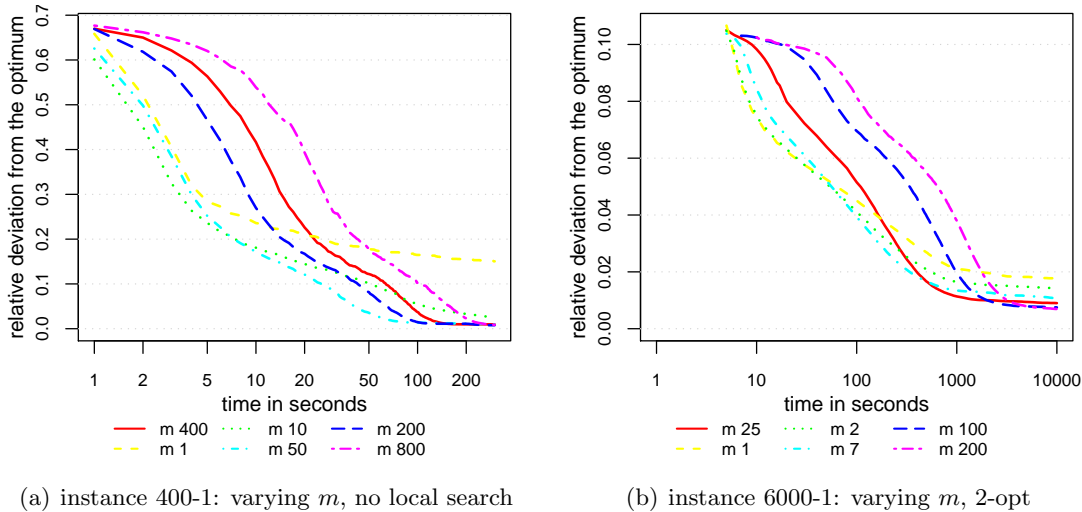 relative deviation from the optimum
0.7
0.6
0.5
0.4
0.3
0.2
0.1
0.0
1 2 5 10 20 50 100 200
time in seconds
m 400 m 10 m 200
m 1 m 50 m 800
(a) instance 400-1: varying m, no local search
relative deviation from the optimum
0.10
0.08
0.06
0.04
0.02
0.00
1 10 100 1000 10000
time in seconds
m 25 m 2 m 100
m 1 m 7 m 200
(b) instance 6000-1: varying m, 2-opt